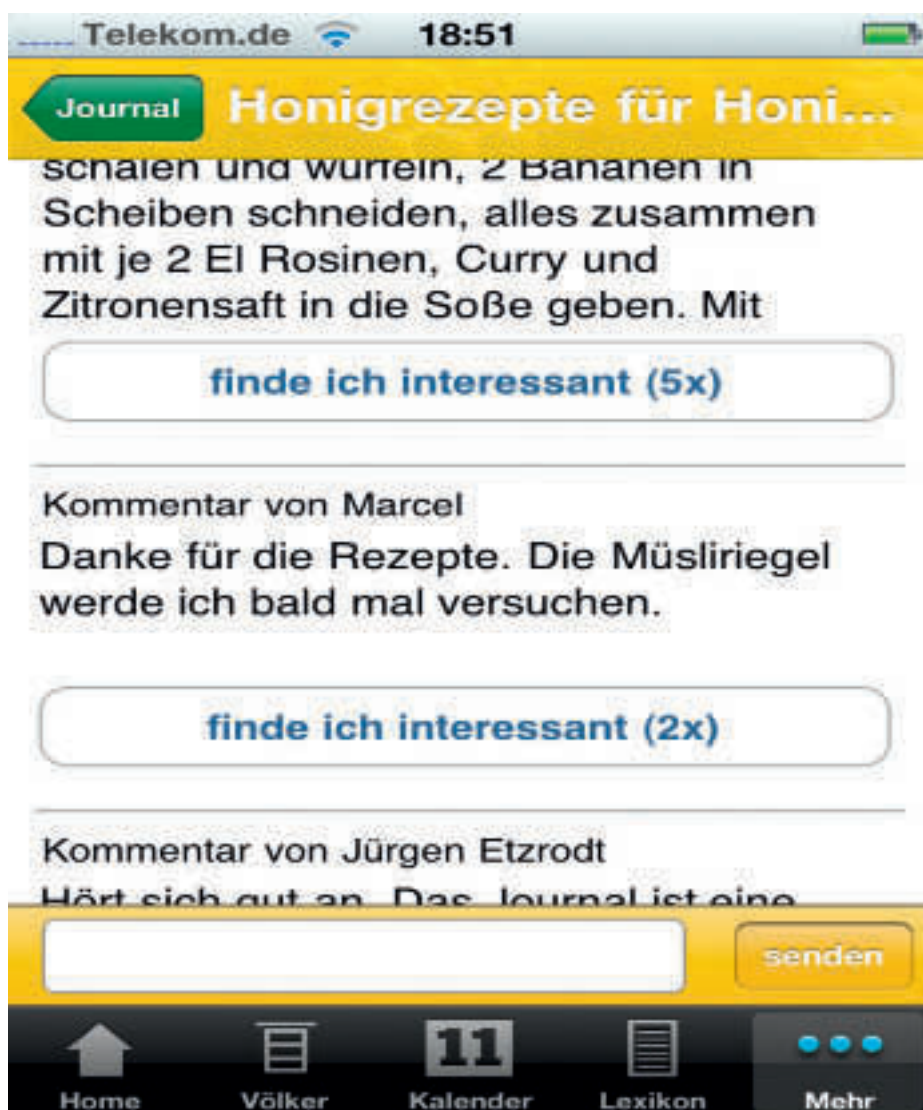 Telekom.de 18:51
Journal Honigrezepte für Honi...
schälen und würfeln, 2 Bananen in
Scheiben schneiden, alles zusammen
mit je 2 El Rosinen, Curry und
Zitronensaft in die Soße geben. Mit
finde ich interessant (5x)
Kommentar von Marcel
Danke für die Rezepte. Die Müsliriegel
werde ich bald mal versuchen.
finde ich interessant (2x)
Kommentar von Jürgen Etzrodt
Hört sich gut an. Das Journal ist eine
senden
11
Home Völker Kalender Lexikon Mehr